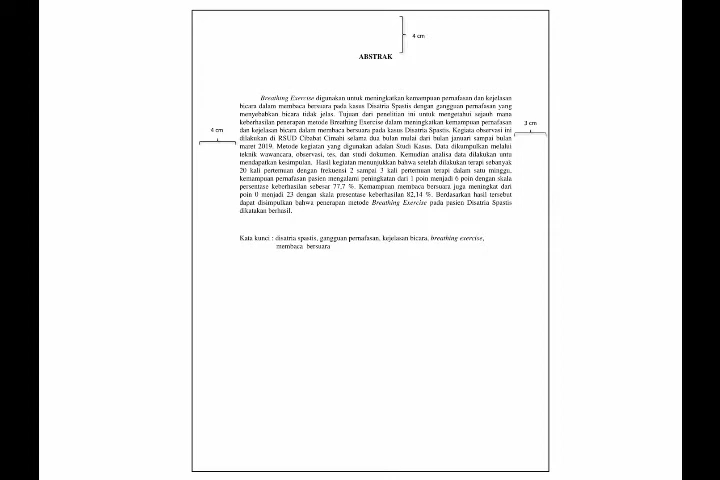 4 cm
ABSTRAK
Breathing Exercise digunakan untuk meningkatkan kemampuan pernafasan dan kejelasan
bicara dalam membaca bersuara pada kasus Disatria Spastis dengan gangguan pernafasan yang
menyebabkan bicara tidak jelas. Tujuan dari penelitian ini untuk mengetahui sejauh mana
keberhasilan penerapan metode Breathing Exercise dalam meningkatkan kemampuan pernafasan
dan kejelasan bicara dalam membaca bersuara pada kasus Disatria Spastis. Kegiata observasi ini
dilakukan di RSUD Cibabat Cimahi selama dua bulan mulai dari bulan januari sampai bulan
maret 2019. Metode kegiatan yang digunakan adalan Studi Kasus. Data dikumpulkan melalui
teknik wawancara, observasi, tes, dan studi dokumen. Kemudian analisa data dilakukan untu
mendapatkan kesimpulan. Hasil kegiatan menunjukkan bahwa setelah dilakukan terapi sebanyak
20 kali pertemuan dengan frekuensi 2 sampai 3 kali pertemuan terapi dalam satu minggu,
kemampuan pernafasan pasien mengalami peningkatan dari 1 poin menjadi 6 poin dengan skala
persentase keberhasilan sebesar 77,7 %. Kemampuan membaca bersuara juga meningkat dari
poin 0 menjadi 23 dengan skala presentase keberhasilan 82,14 %. Berdasarkan hasil tersebut
dapat disimpulkan bahwa penerapan metode Breathing Exercise pada pasien Disatria Spastis
dikatakan berhasil.
4 cm
3 cm
Kata kunci : disatria spastis, gangguan pernafasan, kejelasan bicara, breathing exercise,
membaca bersuara